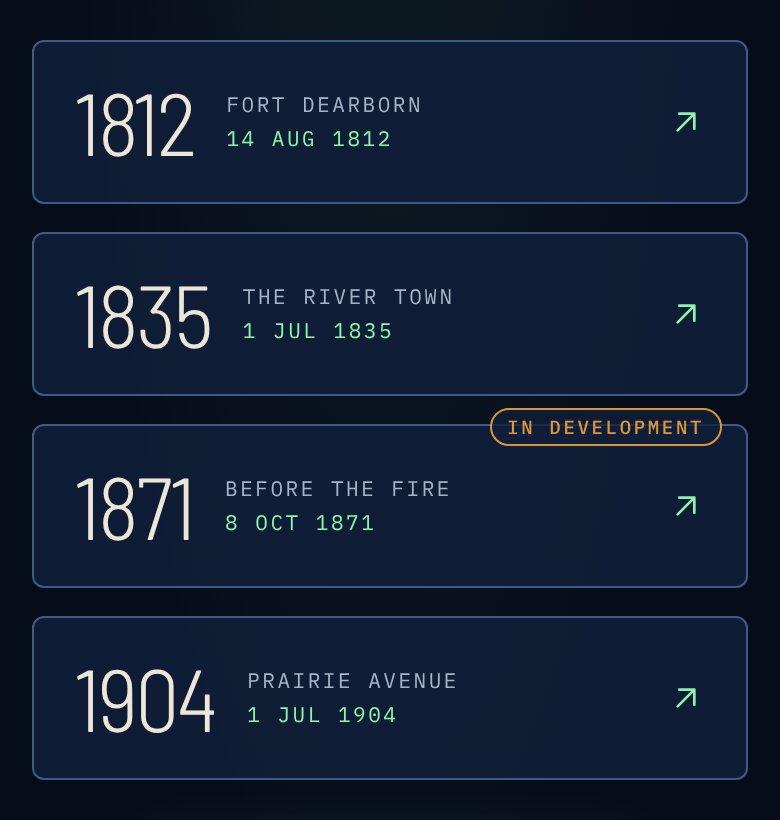 1812
FORT DEARBORN
14 AUG 1812
1835
THE RIVER TOWN
1 JUL 1835
IN DEVELOPMENT
1871
BEFORE THE FIRE
8 OCT 1871
1904
PRAIRIE AVENUE
1 JUL 1904